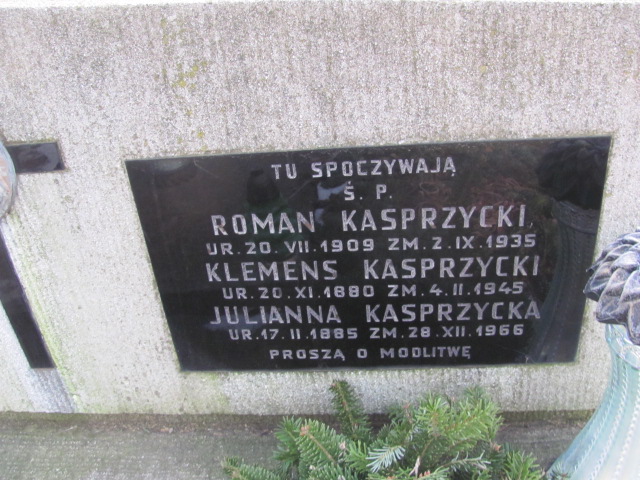 TU SPOCZYWAJĄ
Ś. P.
ROMAN KASPRZYCKI
UR. 20. VII. 1909 ZM. 2. IX. 1935
KLEMENS KASPRZYCKI
UR. 20. XI. 1880 ZM. 4. II. 1945
JULIANNA KASPRZYCKA
UR. 17. II. 1885 ZM. 28. XII. 1966
PROSZĄ O MODLITWĘ